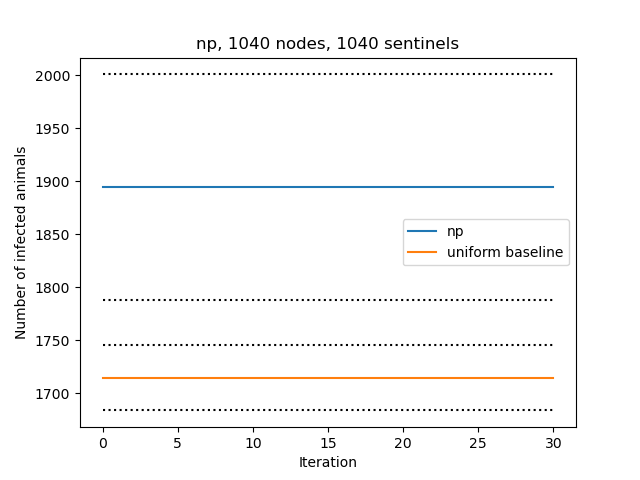 np, 1040 nodes, 1040 sentinels
Number of infected animals
2000
1950
1900
1850
1800
1750
1700
np
uniform baseline
0 5 10 15 20 25 30
Iteration